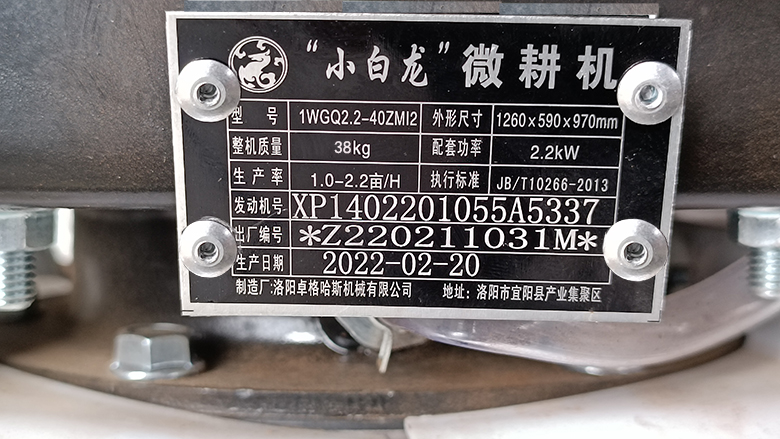 “小白龙”微耕机
型号 1WGQ2.2-40ZMI2 外形尺寸 1260×590×970mm
整机质量 38kg 配套功率 2.2kW
生产率 1.0-2.2亩/H 执行标准 JB/T10266-2013
发动机号 XP1402201055A5337
出厂编号 *Z220211031M*
生产日期 2022-02-20
制造厂:洛阳卓格哈斯机械有限公司 地址:洛阳市宜阳县产业集聚区